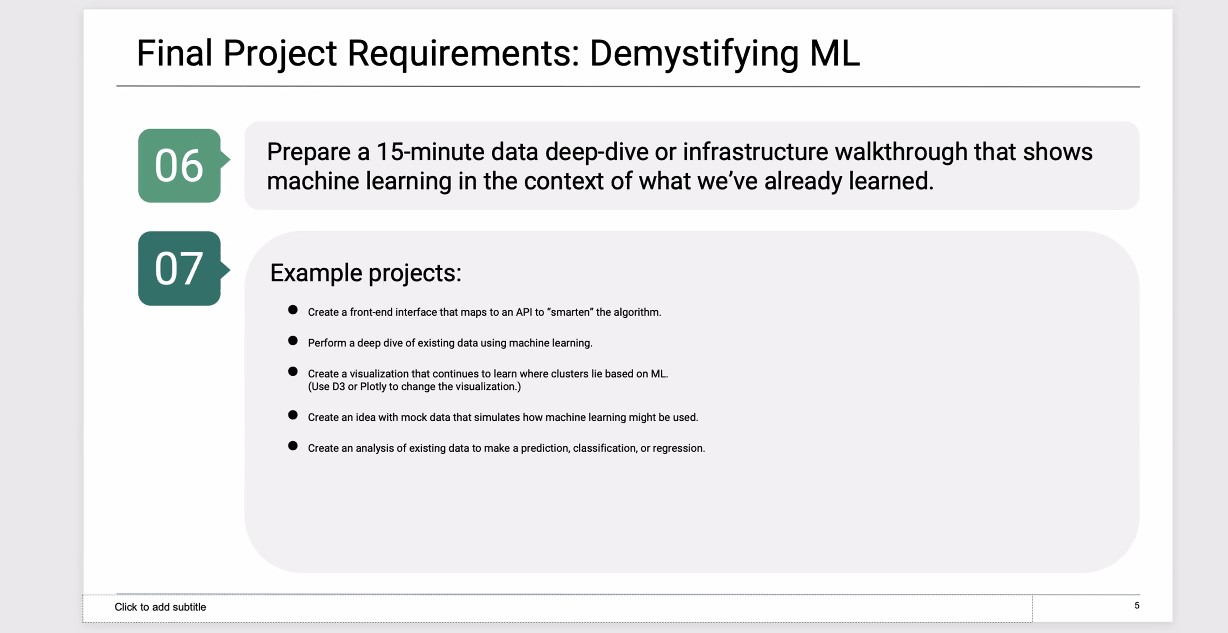 Final Project Requirements: Demystifying ML
06
Prepare a 15-minute data deep-dive or infrastructure walkthrough that shows
machine learning in the context of what we’ve already learned.
07
Example projects:
Create a front-end interface that maps to an API to “smarten” the algorithm.
Perform a deep dive of existing data using machine learning.
Create a visualization that continues to learn where clusters lie based on ML.
(Use D3 or Plotly to change the visualization.)
Create an idea with mock data that simulates how machine learning might be used.
Create an analysis of existing data to make a prediction, classification, or regression.
Click to add subtitle
5